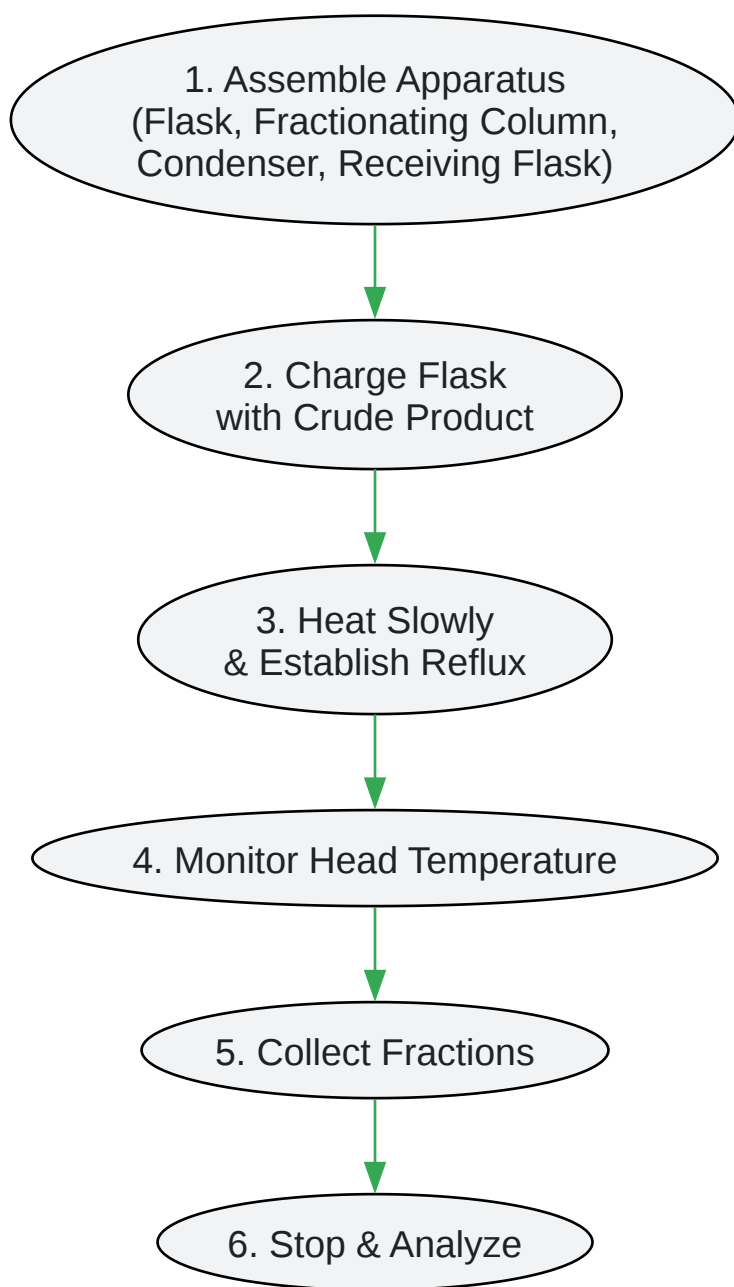 1. Assemble Apparatus
(Flask, Fractionating Column,
Condenser, Receiving Flask)
2. Charge Flask
with Crude Product
3. Heat Slowly
& Establish Reflux
4. Monitor Head Temperature
5. Collect Fractions
6. Stop & Analyze